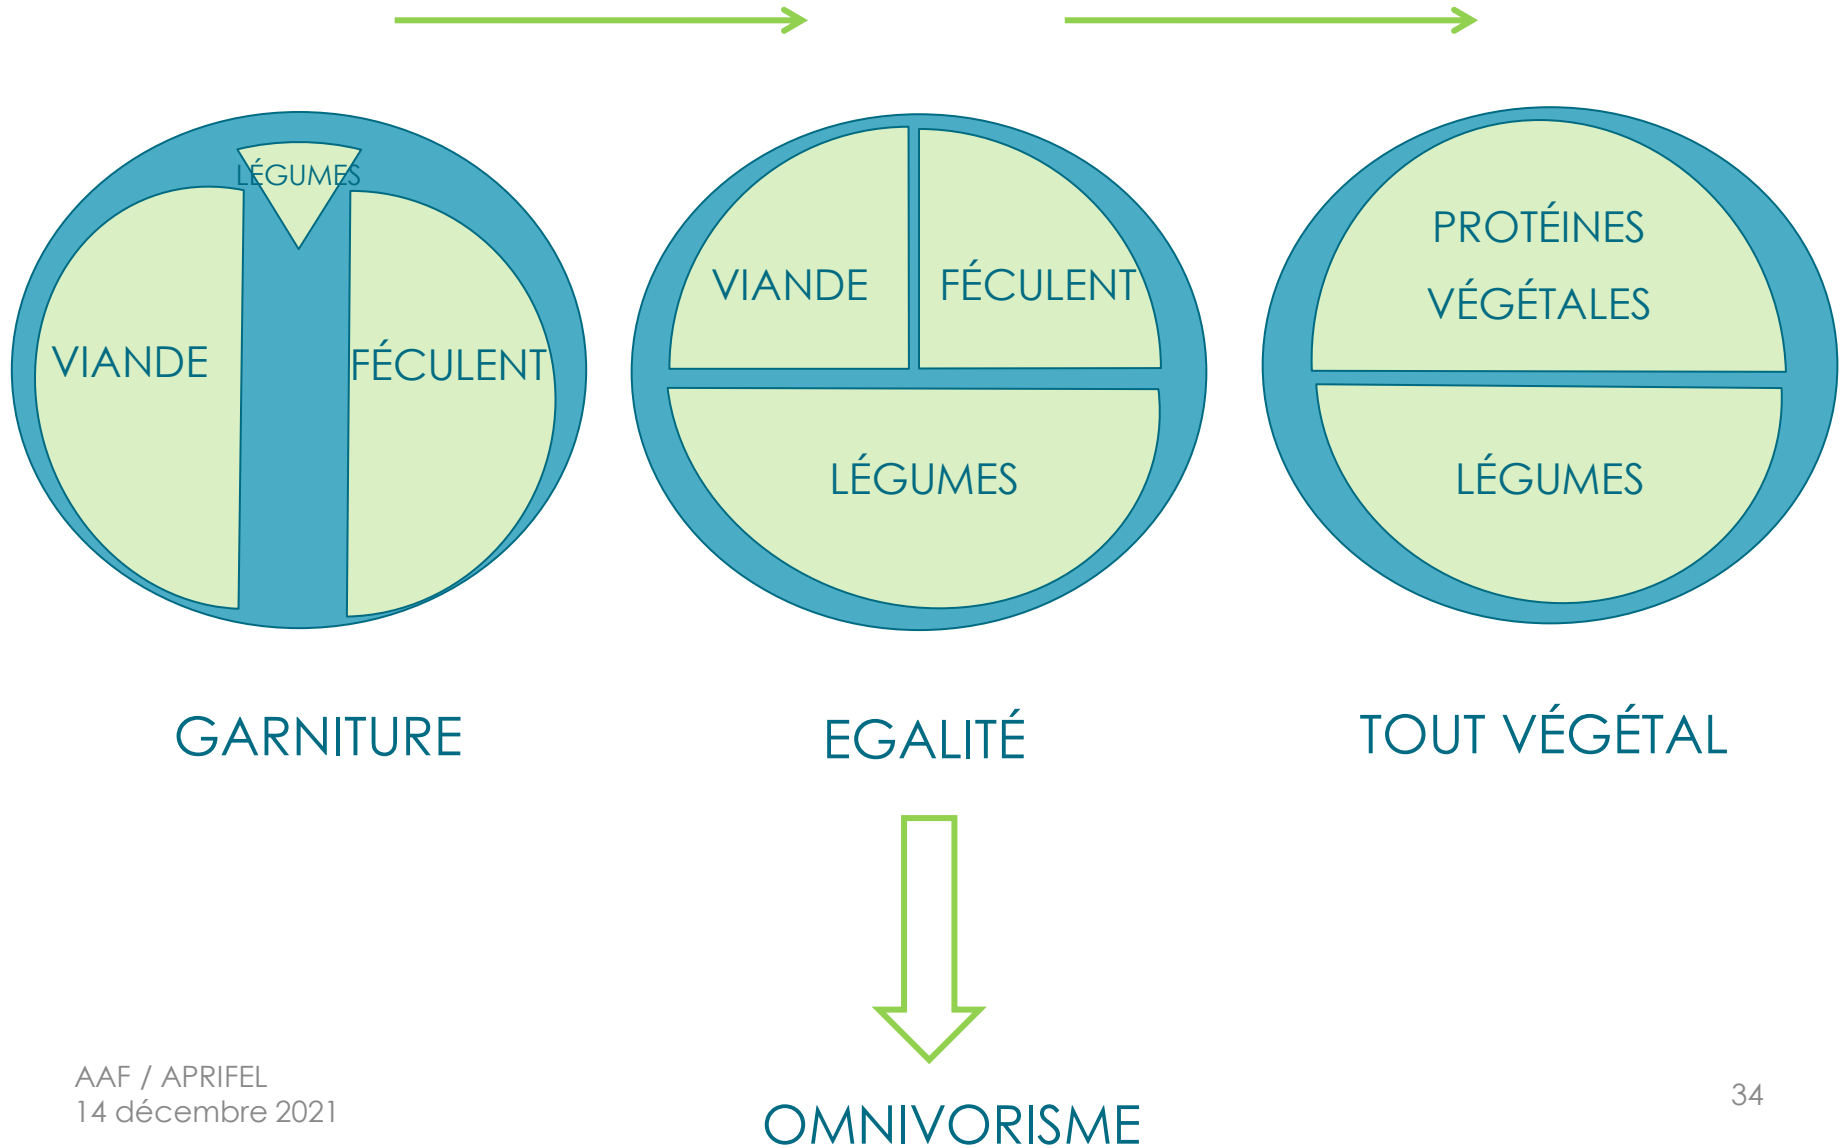 LÉGUMES
VIANDE
FÉCULENT
VIANDE
FÉCULENT
LÉGUMES
PROTÉINES
VÉGÉTALES
LÉGUMES
GARNITURE
EGALITÉ
TOUT VÉGÉTAL
OMNIVORISME
AAF / APRIFEL
14 décembre 2021
34